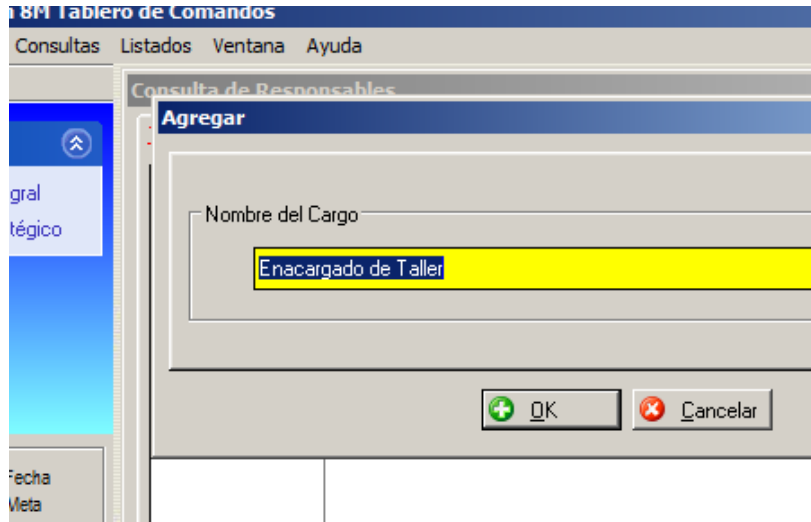 8M Tablero de Comandos
Consultas Listados Ventana Ayuda
Consulta de Responsables
Agregar
gral
tégico
Nombre del Cargo
Enacargado de Taller
OK
Cancelar
Fecha
Meta